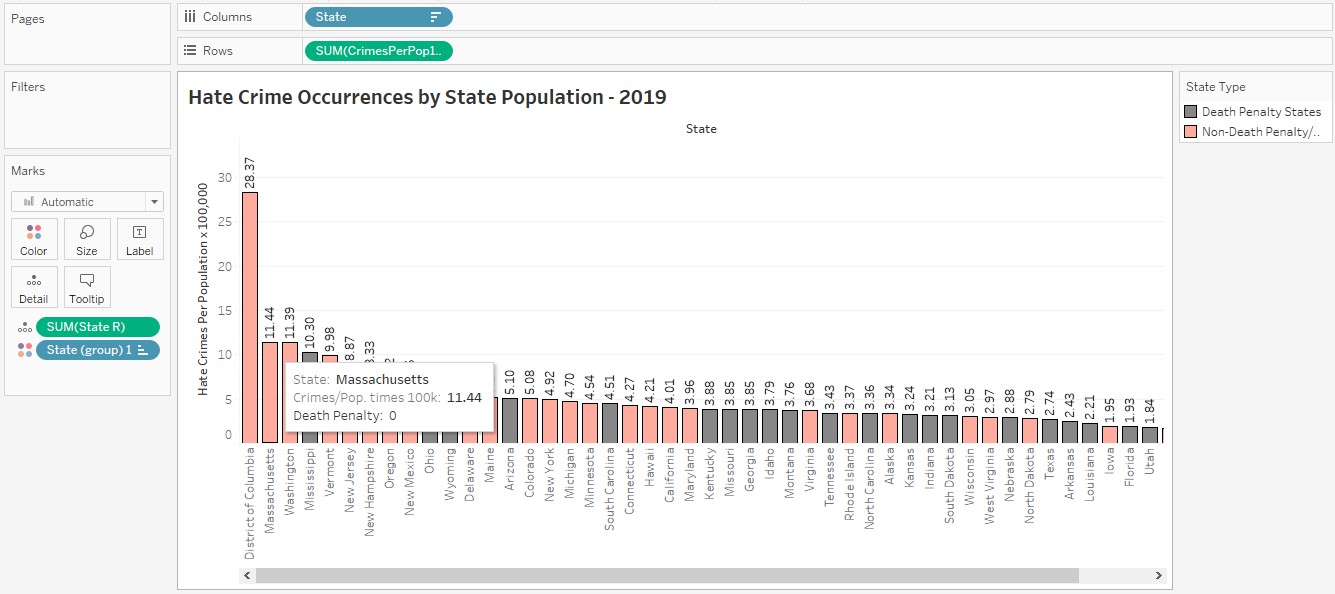 Pages
Columns
State
Rows
SUM(CrimesPerPop1..
Filters
Marks
Automatic
Color
Size
Label
Detail
Tooltip
SUM(State R)
State (group) 1
Hate Crime Occurrences by State Population - 2019
State
Hate Crimes Per Population x 100,000
30
25
20
15
10
5
0
28.37
11.44
11.39
10.30
9.98
8.87
5.10
5.08
4.92
4.70
4.54
4.51
4.27
4.21
4.01
3.96
3.88
3.85
3.85
3.79
3.76
3.68
3.43
3.37
3.36
3.34
3.24
3.21
3.13
3.05
2.97
2.88
2.79
2.74
2.43
2.21
1.95
1.93
1.84
State: Massachusetts
Crimes/Pop. times 100k: 11.44
Death Penalty: 0
District of Columbia
Massachusetts
Washington
Mississippi
Vermont
New Jersey
New Hampshire
Oregon
New Mexico
Ohio
Wyoming
Delaware
Maine
Arizona
Colorado
New York
Michigan
Minnesota
South Carolina
Connecticut
Hawaii
California
Maryland
Kentucky
Missouri
Georgia
Idaho
Montana
Virginia
Tennessee
Rhode Island
North Carolina
Alaska
Kansas
Indiana
South Dakota
Wisconsin
West Virginia
Nebraska
North Dakota
Texas
Arkansas
Louisiana
Iowa
Florida
Utah
State Type
Death Penalty States
Non-Death Penalty/..